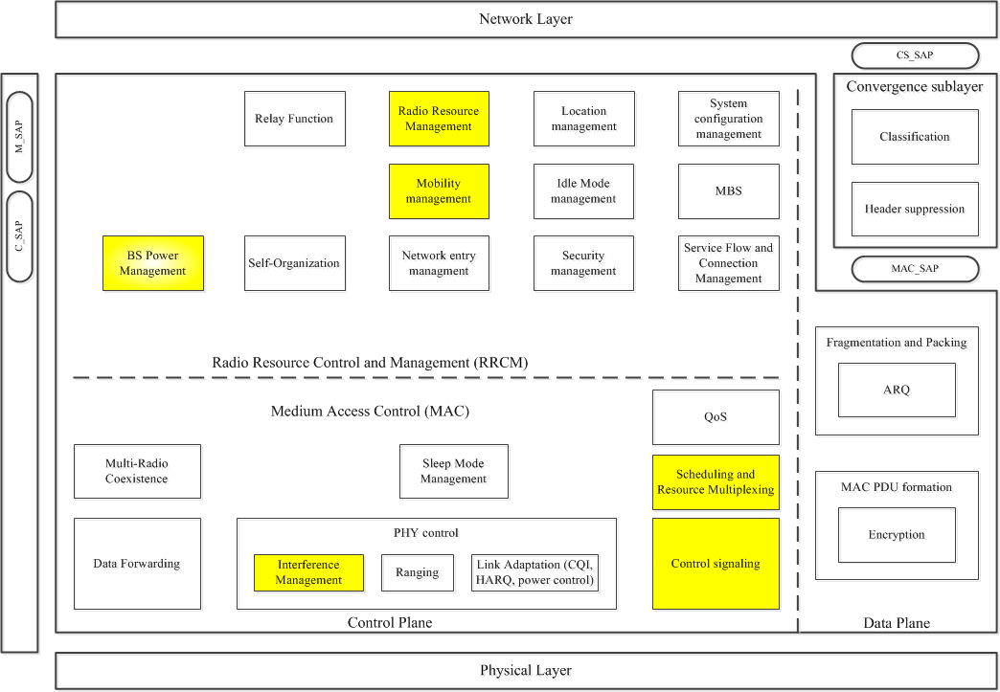 Network Layer
CS_SAP
Convergence sublayer
Classification
Header suppression
MAC_SAP
M_SAP
C_SAP
Relay Function
Radio Resource
Management
Location
management
System
configuration
management
Mobility
management
Idle Mode
management
MBS
BS Power
Management
Self-Organization
Network entry
managment
Security
management
Service Flow and
Connection
Management
Radio Resource Control and Management (RRCM)
Medium Access Control (MAC)
QoS
Multi-Radio
Coexistence
Sleep Mode
Management
Scheduling and
Resource Multiplexing
Data Forwarding
PHY control
Interference
Management
Ranging
Link Adaptation (CQI,
HARQ, power control)
Control signaling
Control Plane
Fragmentation and Packing
ARQ
MAC PDU formation
Encryption
Data Plane
Physical Layer